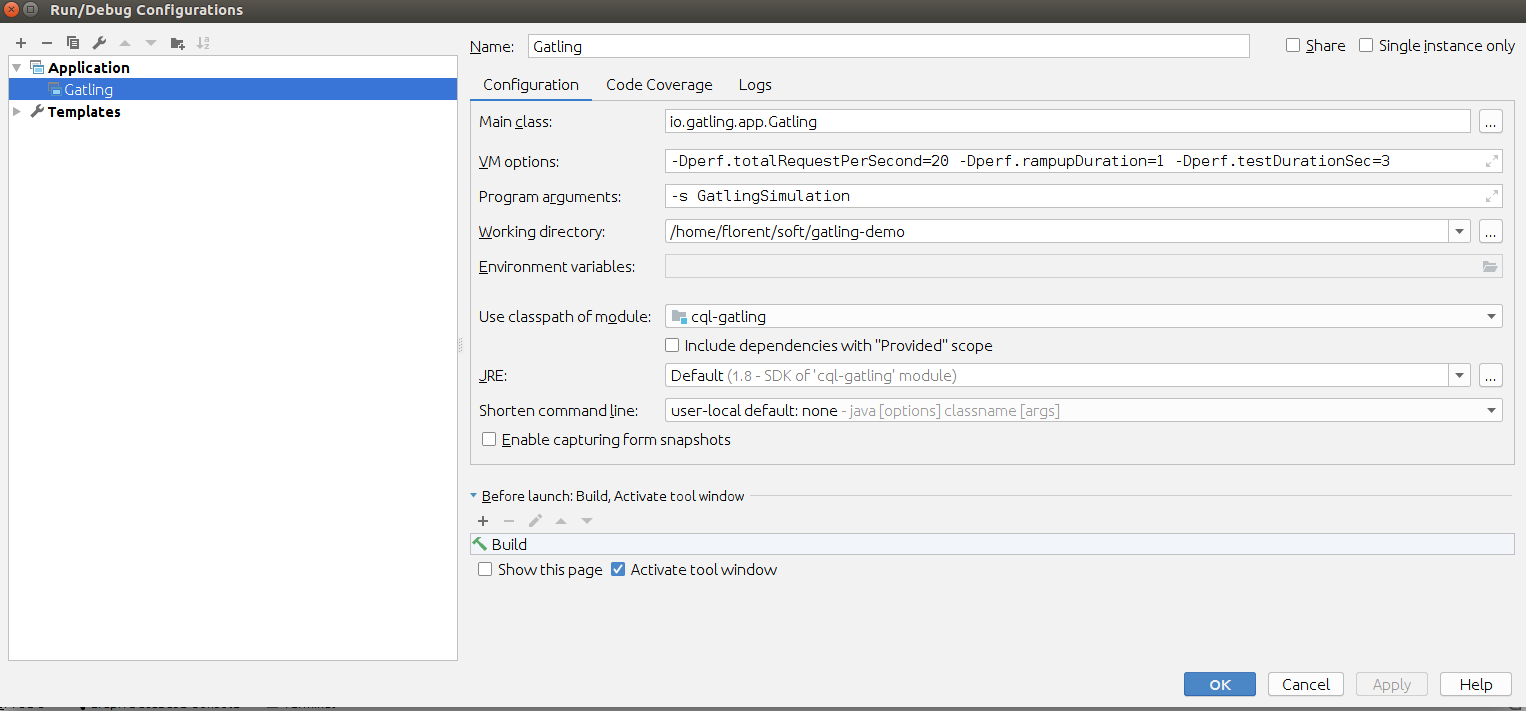 Run/Debug Configurations
Application
Gatling
Templates
Name: Gatling Share Single instance only
Configuration Code Coverage Logs
Main class: io.gatling.app.Gatling ...
VM options: -Dperf.totalRequestPerSecond=20 -Dperf.rampupDuration=1 -Dperf.testDurationSec=3
Program arguments: -s GatlingSimulation
Working directory: /home/florent/soft/gatling-demo ...
Environment variables:
Use classpath of module: cql-gatling
Include dependencies with "Provided" scope
JRE: Default (1.8 - SDK of 'cql-gatling' module) ...
Shorten command line: user-local default: none - java [options] classname [args]
Enable capturing form snapshots
Before launch: Build, Activate tool window
Build
Show this page Activate tool window
OK Cancel Apply Help